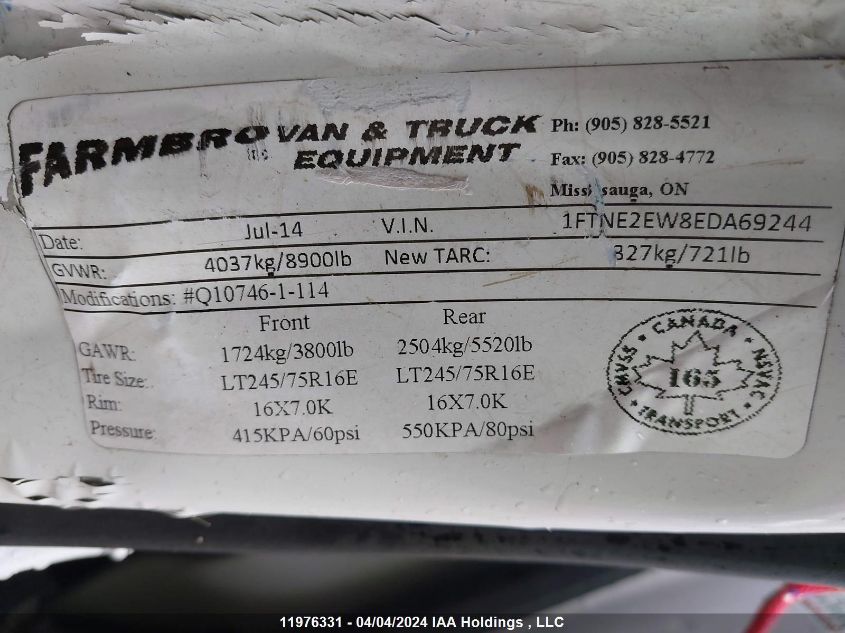 FARMBRO VAN & TRUCK
INC EQUIPMENT
Ph: (905) 828-5521
Fax: (905) 828-4772
Mississauga, ON
Date: Jul-14 V.I.N. 1FTNE2EW8EDA69244
GVWR: 4037kg/8900lb New TARC: 327kg/721lb
Modifications: #Q10746-1-114
Front Rear
GAWR: 1724kg/3800lb 2504kg/5520lb
Tire Size: LT245/75R16E LT245/75R16E
Rim: 16X7.0K 16X7.0K
Pressure: 415KPA/60psi 550KPA/80psi
CANADA
CMVSS NSVAC
165
TRANSPORT
11976331 - 04/04/2024 IAA Holdings , LLC